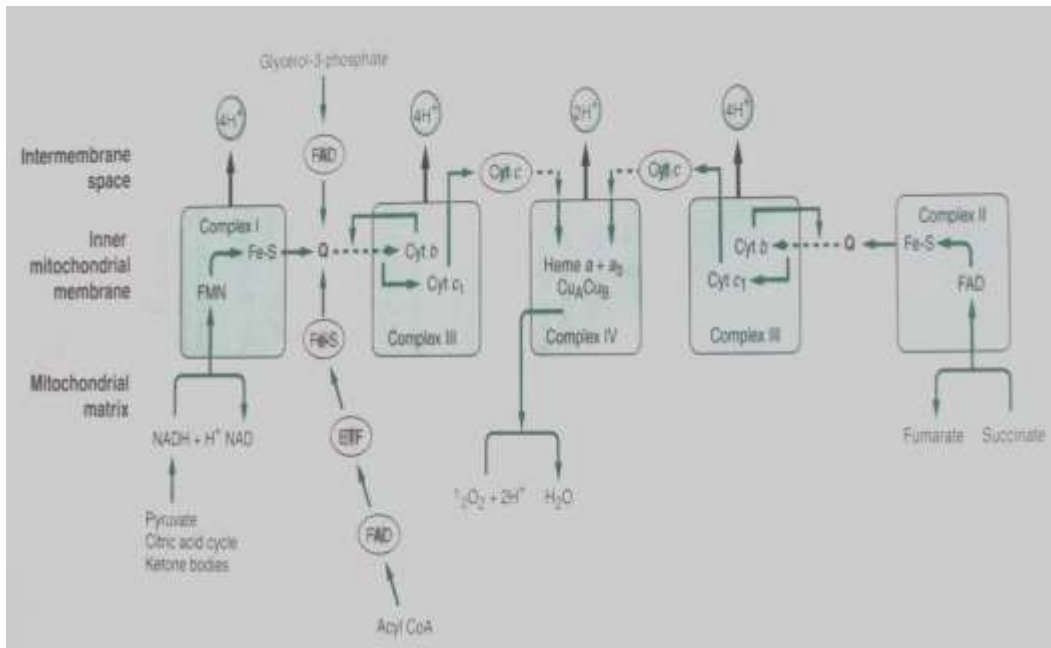 Glycerol-3-phosphate
4H⁺
4H⁺
2H⁺
4H⁺
FAD
Cyt c
Cyt c
Intermembrane
space
Complex I
Fe-S
FMN
Q
Cyt b
Cyt c₁
Complex III
Heme a + a₃
CuACuB
Complex IV
Cyt b
Cyt c₁
Complex III
Q
Complex II
Fe-S
FAD
Inner
mitochondrial
membrane
Fe-S
Mitochondrial
matrix
NADH + H⁺ NAD
ETF
½O₂ + 2H⁺
H₂O
Fumarate
Succinate
Pyruvate
Citric acid cycle
Ketone bodies
FAD
Acyl CoA